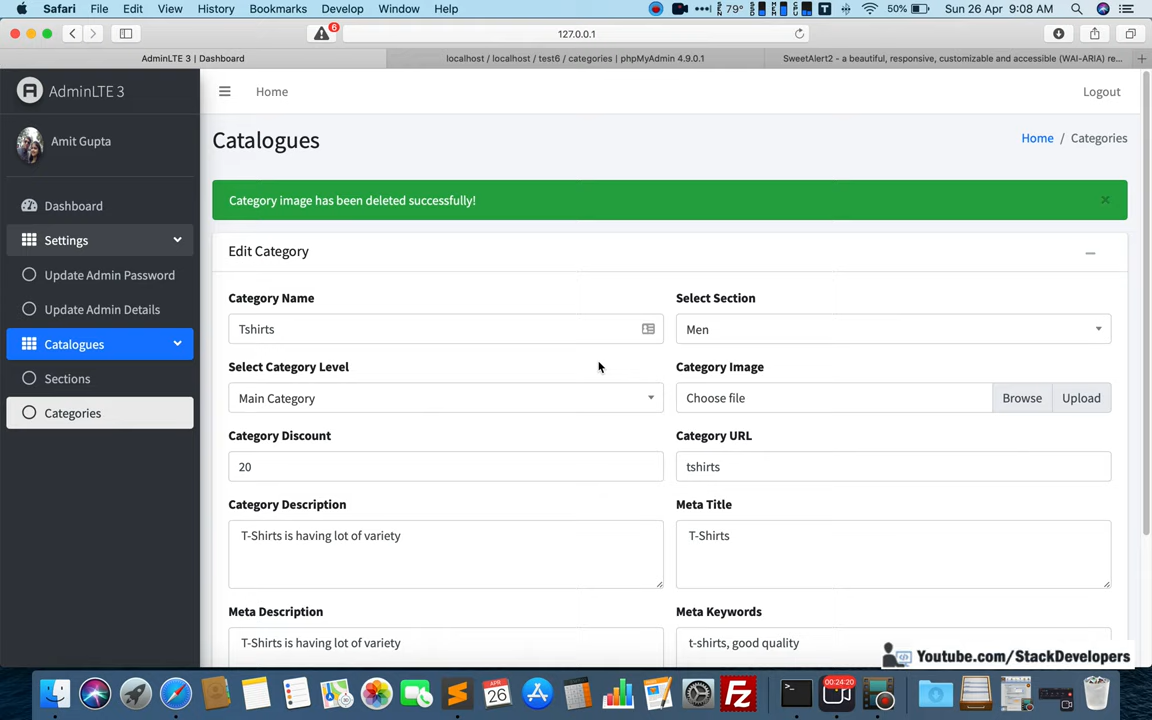 Safari File Edit View History Bookmarks Develop Window Help 79° 50% Sun 26 Apr 9:08 AM
127.0.0.1
AdminLTE 3 | Dashboard localhost / localhost / test6 / categories | phpMyAdmin 4.9.0.1 SweetAlert2 - a beautiful, responsive, customizable and accessible (WAI-ARIA) re...
AdminLTE 3 Home Logout
Amit Gupta
Catalogues Home / Categories
Category image has been deleted successfully! ×
Dashboard
Settings
Update Admin Password
Update Admin Details
Catalogues
Sections
Categories
Edit Category
Category Name Select Section
Tshirts Men
Select Category Level Category Image
Main Category Choose file Browse Upload
Category Discount Category URL
20 tshirts
Category Description Meta Title
T-Shirts is having lot of variety T-Shirts
Meta Description Meta Keywords
T-Shirts is having lot of variety t-shirts, good quality
Youtube.com/StackDevelopers
APR
26
00:24:20
Fz